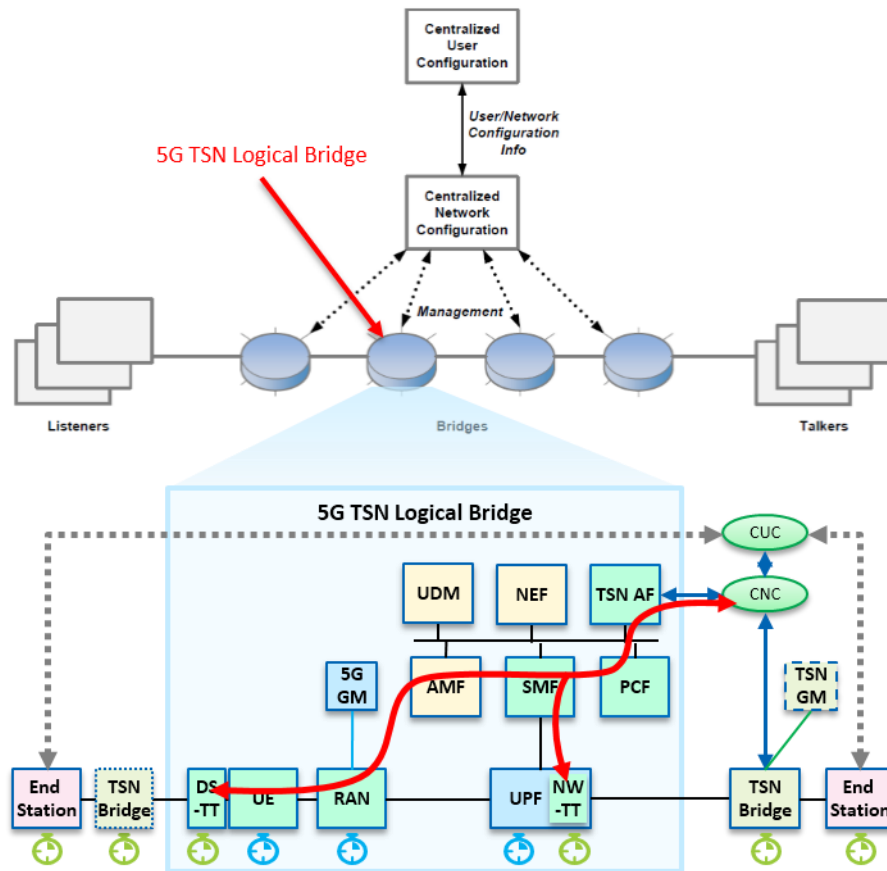 Centralized
User
Configuration
User/Network
Configuration
Info
5G TSN Logical Bridge
Centralized
Network
Configuration
Management
Listeners
Bridges
Talkers
5G TSN Logical Bridge
CUC
UDM
NEF
TSN AF
CNC
5G
GM
AMF
SMF
PCF
TSN
GM
End
Station
TSN
Bridge
DS
-TT
UE
RAN
UPF
NW
-TT
TSN
Bridge
End
Station